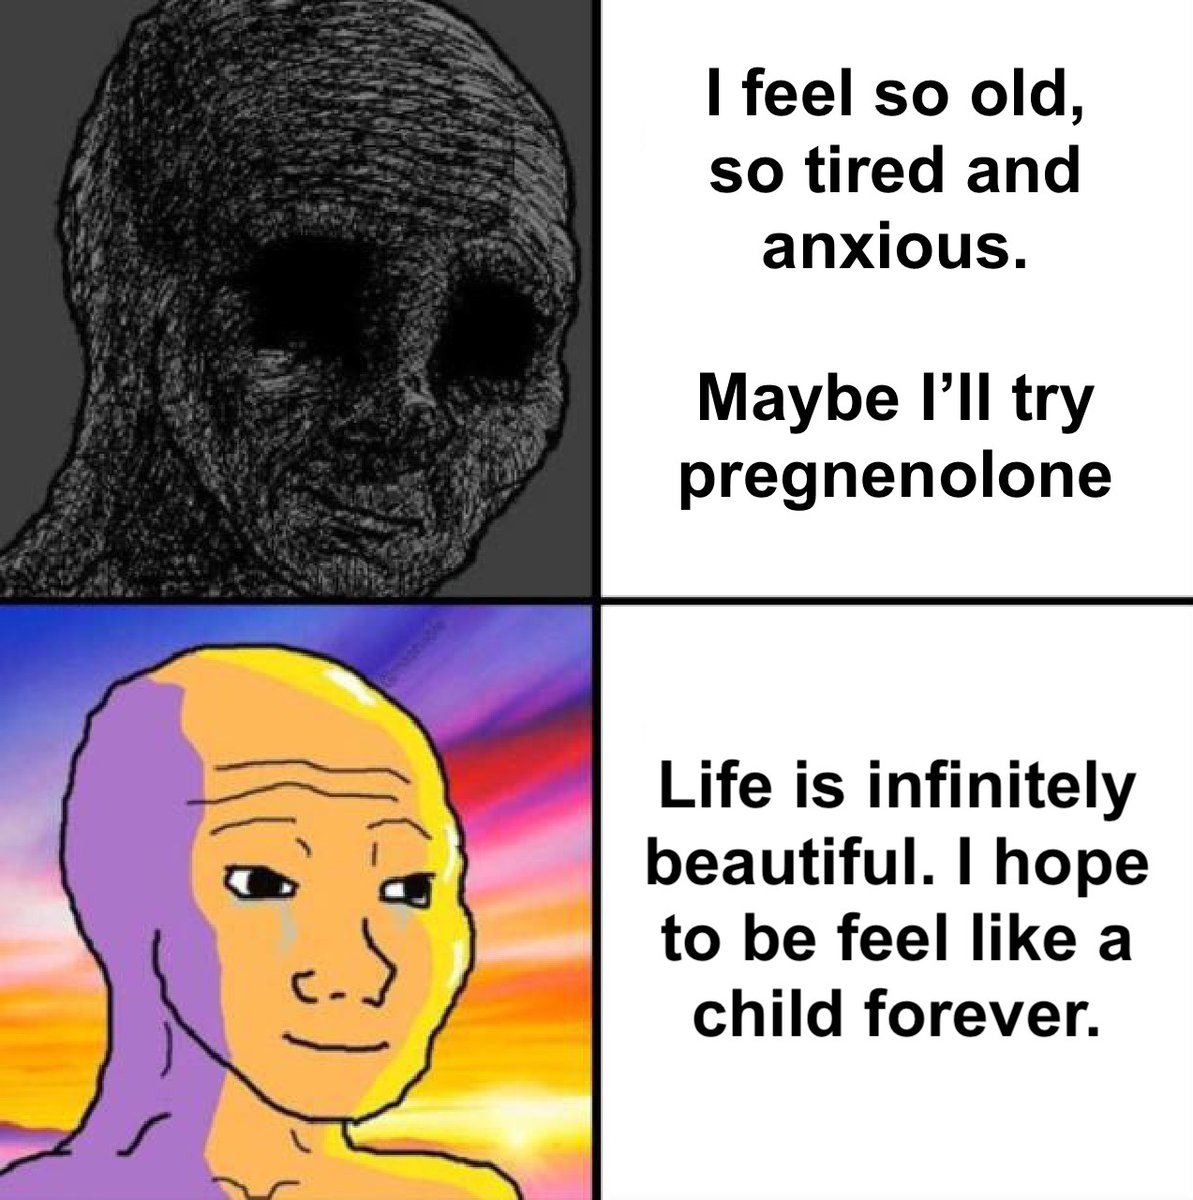 I feel so old,
so tired and
anxious.
Maybe I’ll try
pregnenolone
Life is infinitely
beautiful. I hope
to be feel like a
child forever.